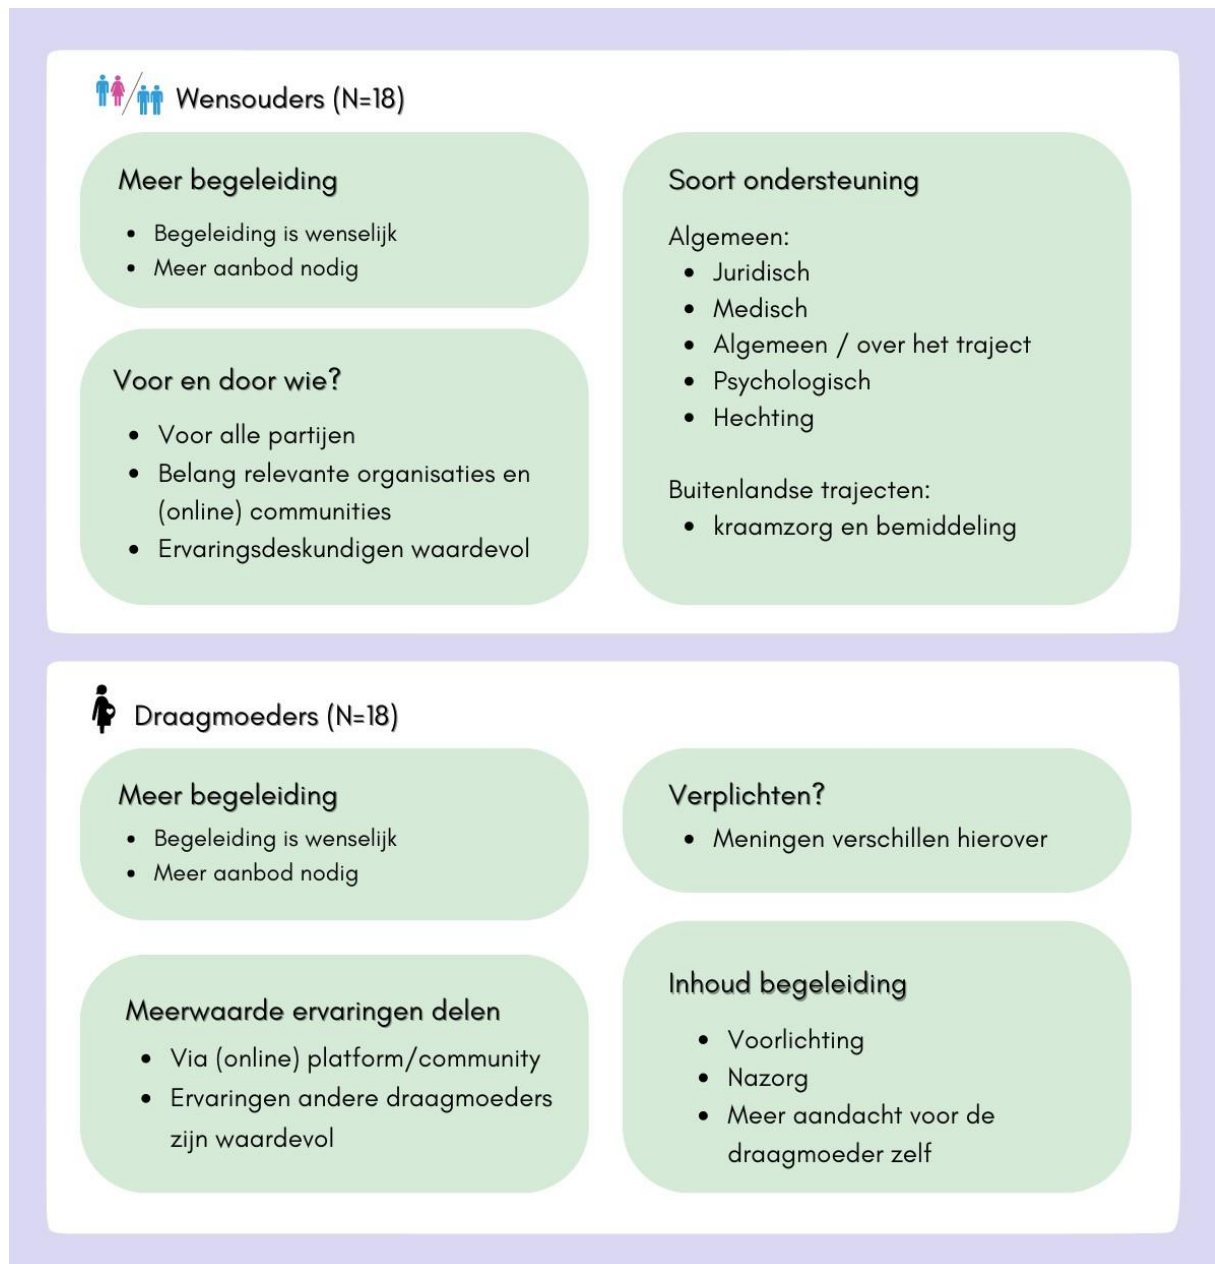 Wensouders (N=18)
Meer begeleiding
• Begeleiding is wenselijk
• Meer aanbod nodig
Voor en door wie?
• Voor alle partijen
• Belang relevante organisaties en
(online) communities
• Ervaringsdeskundigen waardevol
Soort ondersteuning
Algemeen:
• Juridisch
• Medisch
• Algemeen / over het traject
• Psychologisch
• Hechting
Buitenlandse trajecten:
• kraamzorg en bemiddeling
Draagmoeders (N=18)
Meer begeleiding
• Begeleiding is wenselijk
• Meer aanbod nodig
Meerwaarde ervaringen delen
• Via (online) platform/community
• Ervaringen andere draagmoeders
zijn waardevol
Verplichten?
• Meningen verschillen hierover
Inhoud begeleiding
• Voorlichting
• Nazorg
• Meer aandacht voor de
draagmoeder zelf